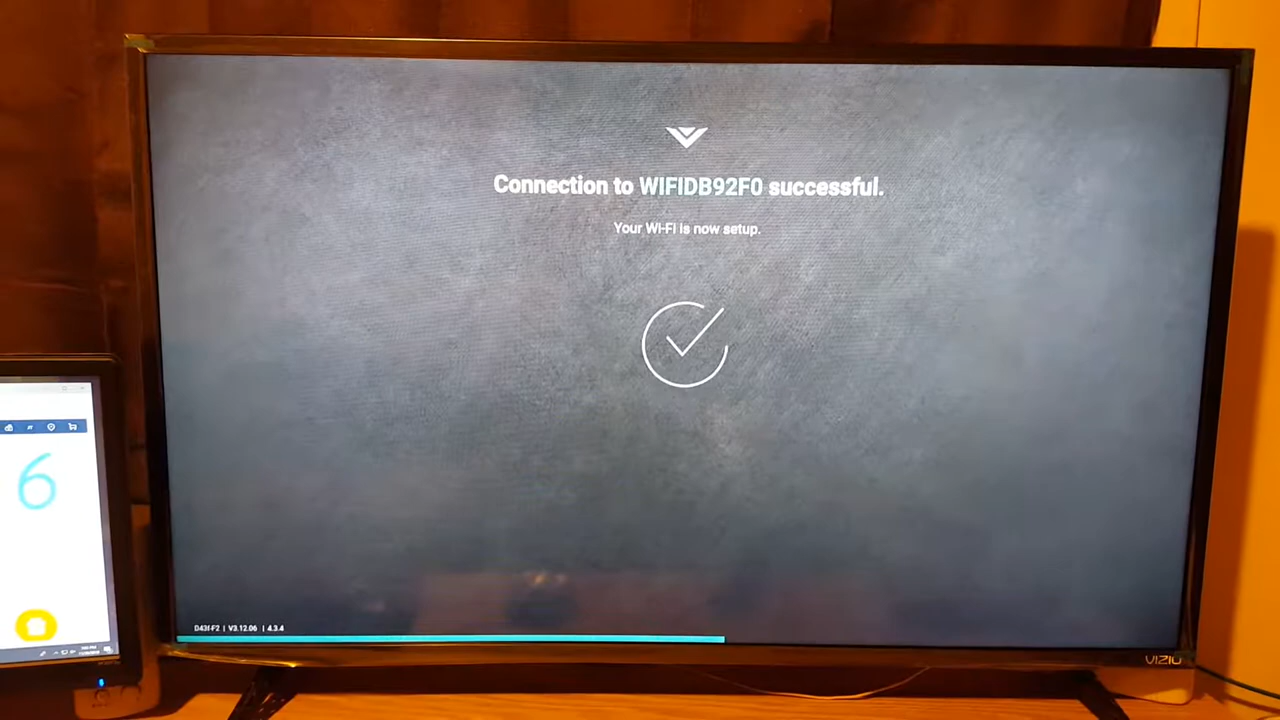 Connection to WIFIDB92F0 successful.
Your Wi-Fi is now setup.
6
D43f-F2 | V3.12.06 | 4.3.4
VIZIO